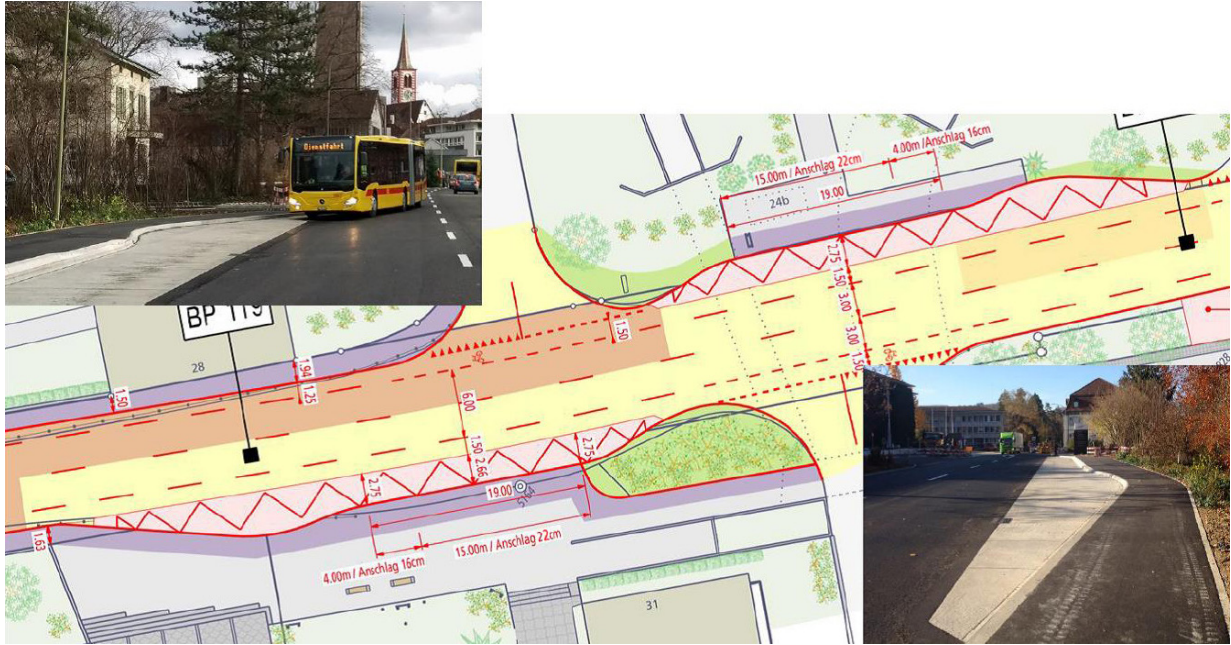 Dienstfahrt
15.00m / Anschlag 22cm
4.00m /Anschlag 16cm
19.00
24b
2.75
1.50
3.00
3.00
1.50
BP 119
28
1.94
1.25
1.50
1.50
6.00
1.50
2.66
2.75
2.75
19.00
5164
1.63
4.00m / Anschlag 16cm
15.00m / Anschlag 22cm
31